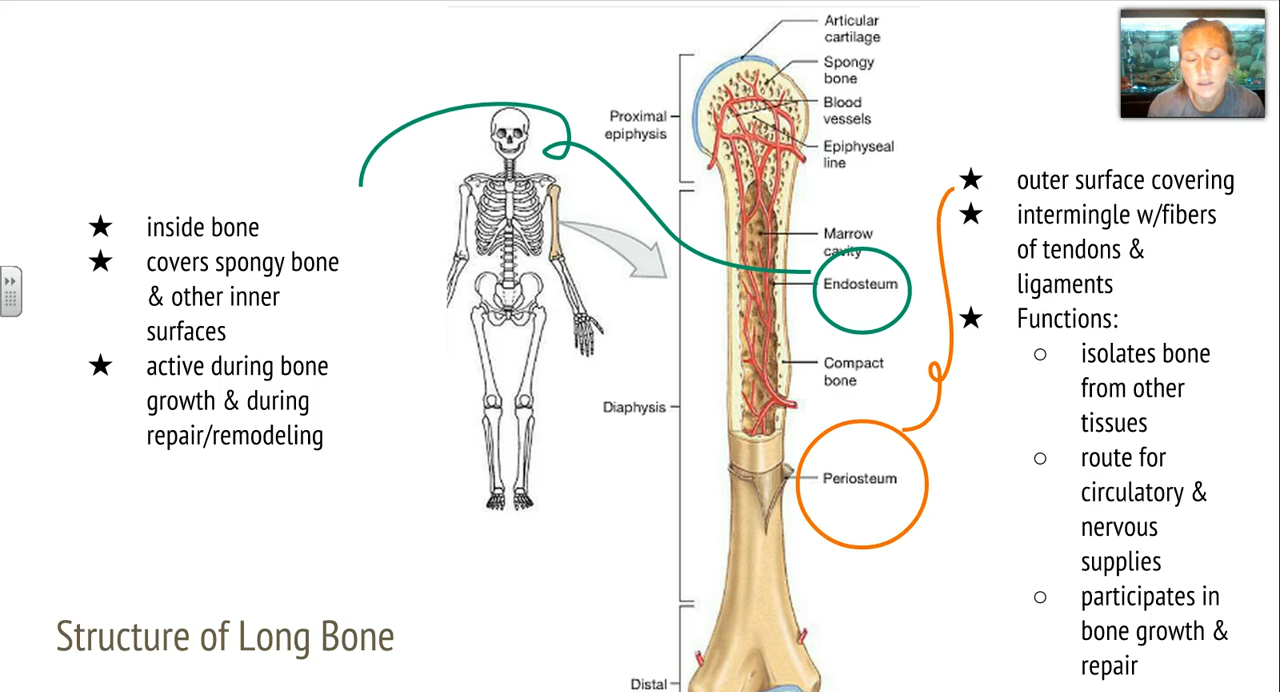 Articular
cartilage
Spongy
bone
Blood
vessels
Proximal
epiphysis
Epiphyseal
line
★ outer surface covering
★ intermingle w/fibers
of tendons &
ligaments
★ Functions:
○ isolates bone
from other
tissues
○ route for
circulatory &
nervous
supplies
○ participates in
bone growth &
repair
★ inside bone
★ covers spongy bone
& other inner
surfaces
★ active during bone
growth & during
repair/remodeling
Marrow
cavity
Endosteum
Compact
bone
Diaphysis
Periosteum
Structure of Long Bone
Distal